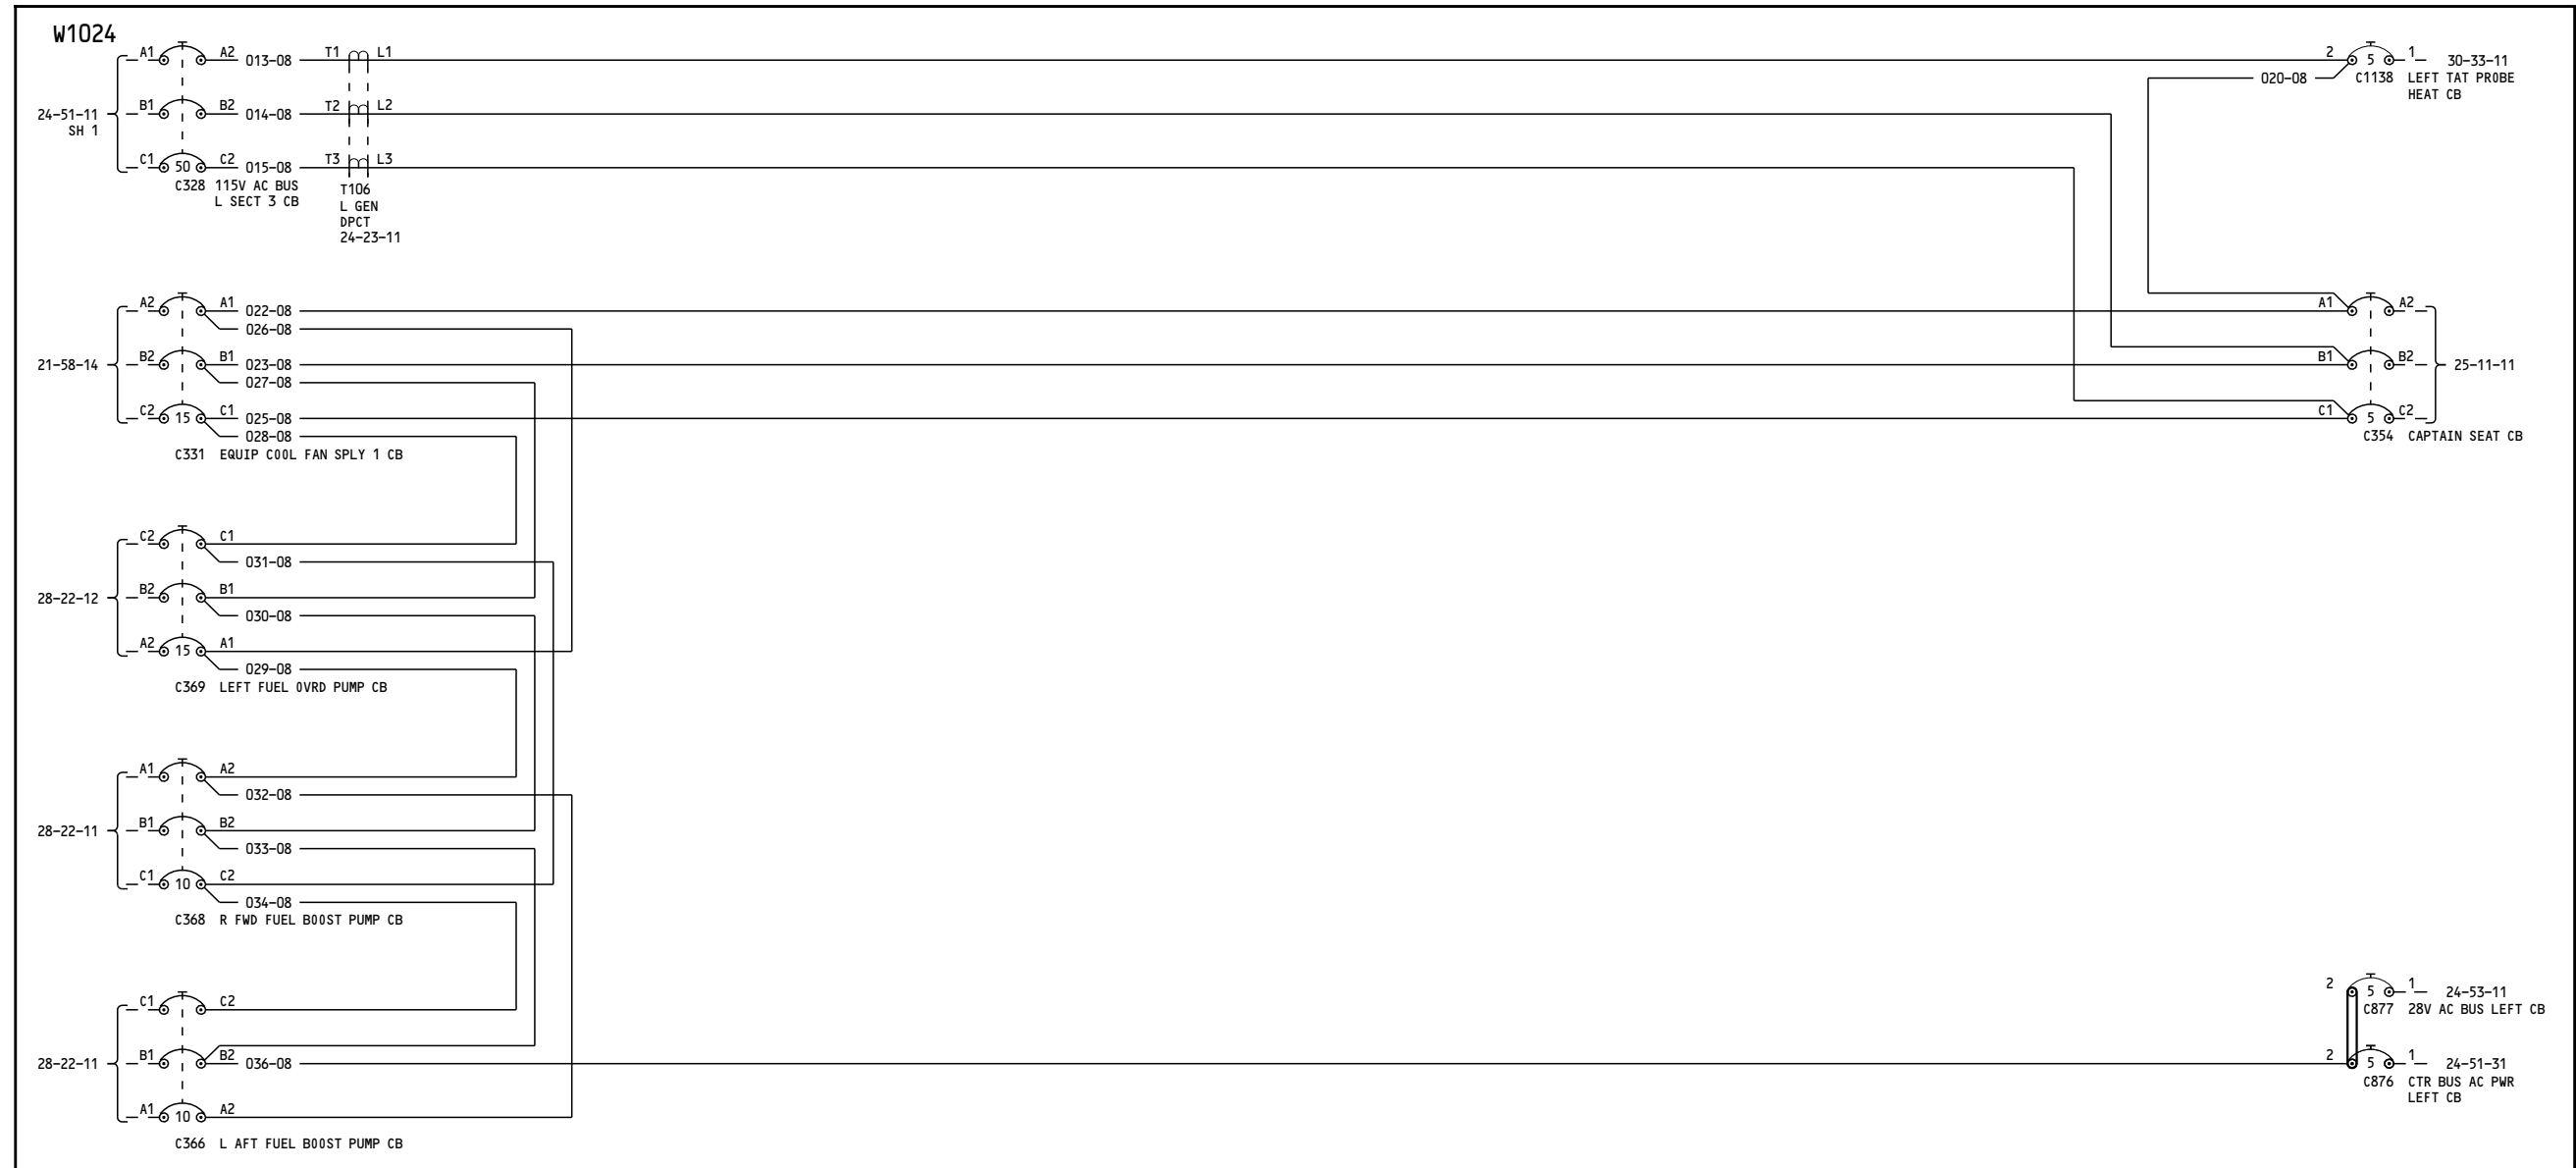 W1024
A1 A2 013-08 T1 L1 2 5 1 30-33-11
020-08 C1138 LEFT TAT PROBE
HEAT CB
24-51-11 B1 B2 014-08 T2 L2
SH 1
C1 50 C2 015-08 T3 L3
C328 115V AC BUS T106
L SECT 3 CB L GEN
DPCT
24-23-11
A2 A1 022-08 A1 A2
026-08
21-58-14 B2 B1 023-08 B1 B2 25-11-11
027-08
C2 15 C1 025-08 C1 5 C2
028-08 C354 CAPTAIN SEAT CB
C331 EQUIP COOL FAN SPLY 1 CB
C2 C1
031-08
28-22-12 B2 B1
030-08
A2 15 A1
029-08
C369 LEFT FUEL OVRD PUMP CB
A1 A2
032-08
28-22-11 B1 B2
033-08
C1 10 C2
034-08
C368 R FWD FUEL BOOST PUMP CB
2 5 1 24-53-11
C1 C2 C877 28V AC BUS LEFT CB
28-22-11 B1 B2 036-08 2 5 1 24-51-31
C876 CTR BUS AC PWR
LEFT CB
A1 10 A2
C366 L AFT FUEL BOOST PUMP CB